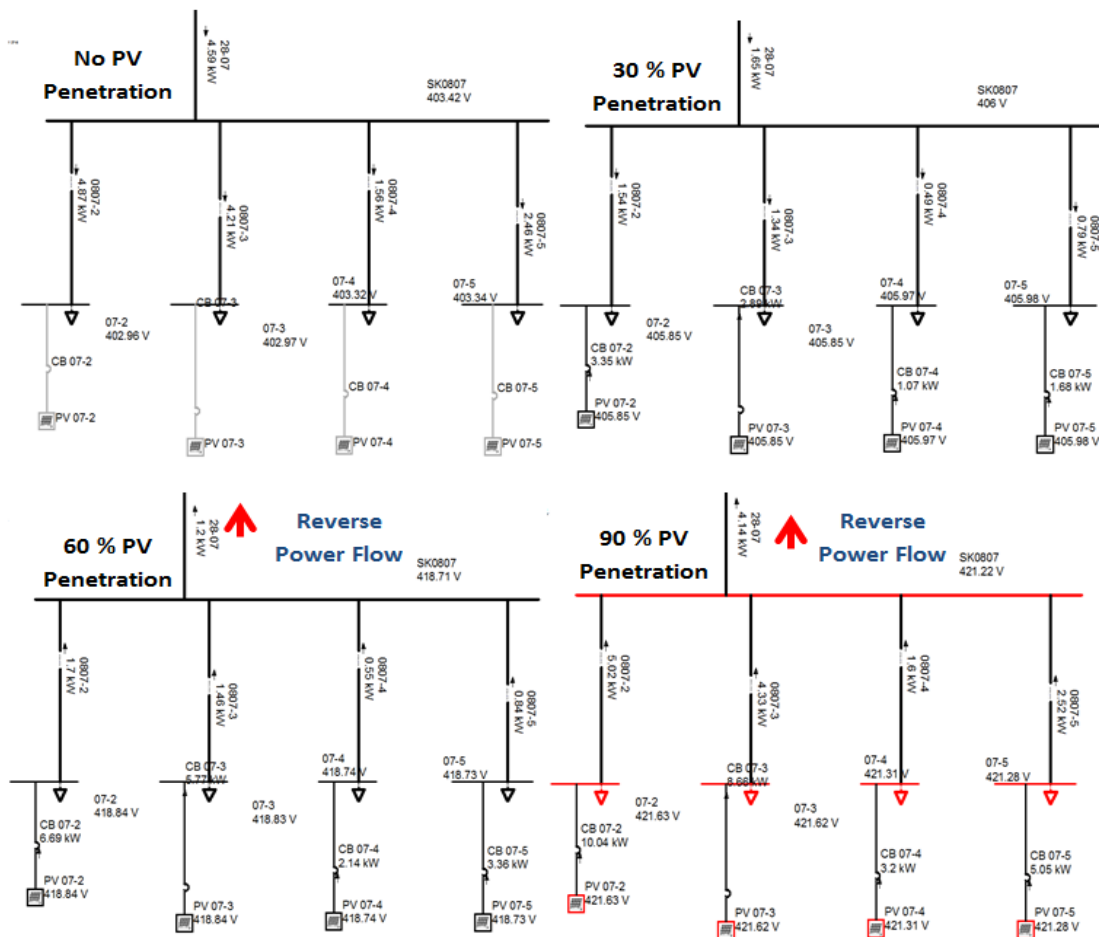 No PV
Penetration
28-07
4.59 kW
SK0807
403.42 V
0807-2
4.87 kW
0807-3
4.21 kW
0807-4
1.56 kW
0807-5
2.46 kW
07-2
402.96 V
CB 07-3
07-3
402.97 V
07-4
403.32 V
07-5
403.34 V
CB 07-2
CB 07-4
CB 07-5
PV 07-2
PV 07-3
PV 07-4
PV 07-5
30 % PV
Penetration
28-07
1.65 kW
SK0807
406 V
0807-2
1.54 kW
0807-3
1.34 kW
0807-4
0.49 kW
0807-5
0.79 kW
07-2
405.85 V
CB 07-3
2.89 kW
07-3
405.85 V
07-4
405.97 V
07-5
405.98 V
CB 07-2
3.35 kW
CB 07-4
1.07 kW
CB 07-5
1.68 kW
PV 07-2
405.85 V
PV 07-3
405.85 V
PV 07-4
405.97 V
PV 07-5
405.98 V
60 % PV
Penetration
28-07
1.2 kW
Reverse
Power Flow
SK0807
418.71 V
0807-2
1.7 kW
0807-3
1.46 kW
0807-4
0.55 kW
0807-5
0.84 kW
07-2
418.84 V
CB 07-3
5.77 kW
07-3
418.83 V
07-4
418.74 V
07-5
418.73 V
CB 07-2
6.69 kW
CB 07-4
2.14 kW
CB 07-5
3.36 kW
PV 07-2
418.84 V
PV 07-3
418.84 V
PV 07-4
418.74 V
PV 07-5
418.73 V
90 % PV
Penetration
28-07
4.14 kW
Reverse
Power Flow
SK0807
421.22 V
0807-2
5.02 kW
0807-3
4.33 kW
0807-4
1.6 kW
0807-5
2.52 kW
07-2
421.63 V
CB 07-3
8.66 kW
07-3
421.62 V
07-4
421.31 V
07-5
421.28 V
CB 07-2
10.04 kW
CB 07-4
3.2 kW
CB 07-5
5.05 kW
PV 07-2
421.63 V
PV 07-3
421.62 V
PV 07-4
421.31 V
PV 07-5
421.28 V